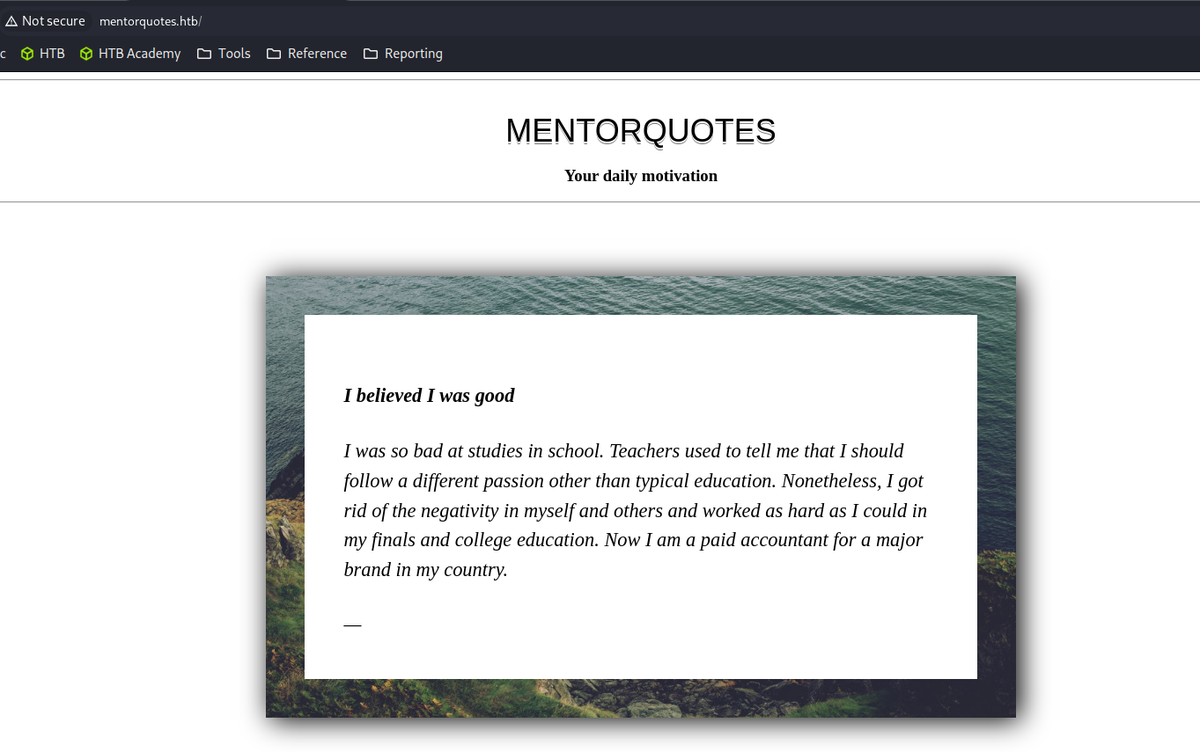 Not secure mentorquotes.htb/
c HTB HTB Academy Tools Reference Reporting
MENTORQUOTES
Your daily motivation
I believed I was good
I was so bad at studies in school. Teachers used to tell me that I should
follow a different passion other than typical education. Nonetheless, I got
rid of the negativity in myself and others and worked as hard as I could in
my finals and college education. Now I am a paid accountant for a major
brand in my country.
—